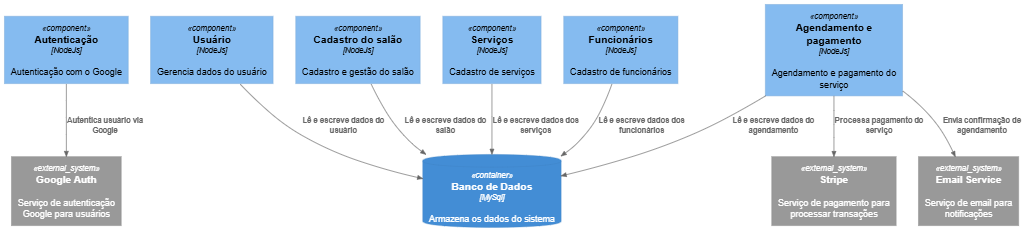 «component»
Autenticação
[NodeJs]
Autenticação com o Google
«component»
Usuário
[NodeJs]
Gerencia dados do usuário
«component»
Cadastro do salão
[NodeJs]
Cadastro e gestão do salão
«component»
Serviços
[NodeJs]
Cadastro de serviços
«component»
Funcionários
[NodeJs]
Cadastro de funcionários
«component»
Agendamento e
pagamento
[NodeJs]
Agendamento e pagamento do
serviço
Autentica usuário via
Google
Lê e escreve dados do
usuário
Lê e escreve dados do
salão
Lê e escreve dados dos
serviços
Lê e escreve dados dos
funcionários
Lê e escreve dados do
agendamento
Processa pagamento do
serviço
Envia confirmação de
agendamento
«external_system»
Google Auth
Serviço de autenticação
Google para usuários
«container»
Banco de Dados
[MySql]
Armazena os dados do sistema
«external_system»
Stripe
Serviço de pagamento para
processar transações
«external_system»
Email Service
Serviço de email para
notificações